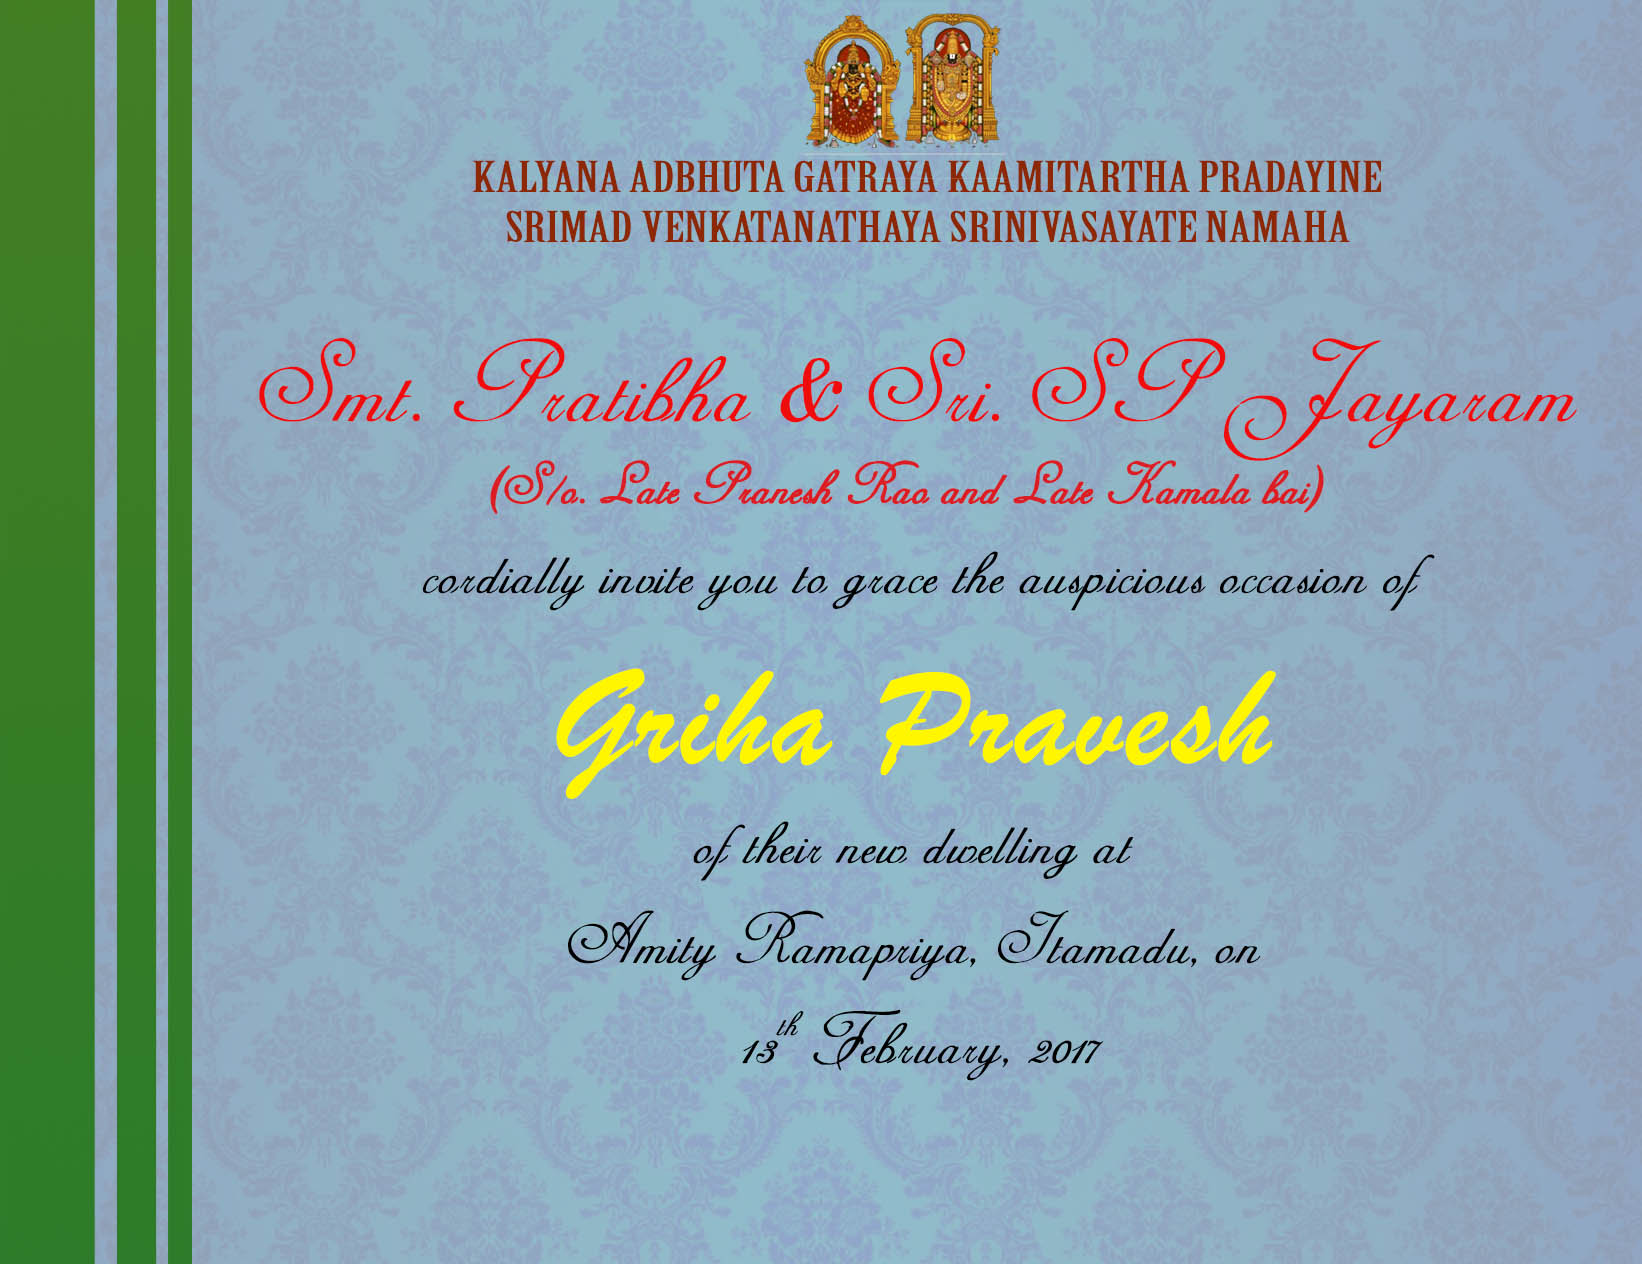 KALYANA ADBHUTA GATRAYA KAAMITARTHA PRADAYINE
SRIMAD VENKATANATHAYA SRINIVASAYATE NAMAHA
Smt. Pratibha & Sri. SP Jayaram
(S/o. Late Pranesh Rao and Late Kamala bai)
cordially invite you to grace the auspicious occasion of
Griha Pravesh
of their new dwelling at
Amity Ramapriya, Itamadu, on
13th February, 2017